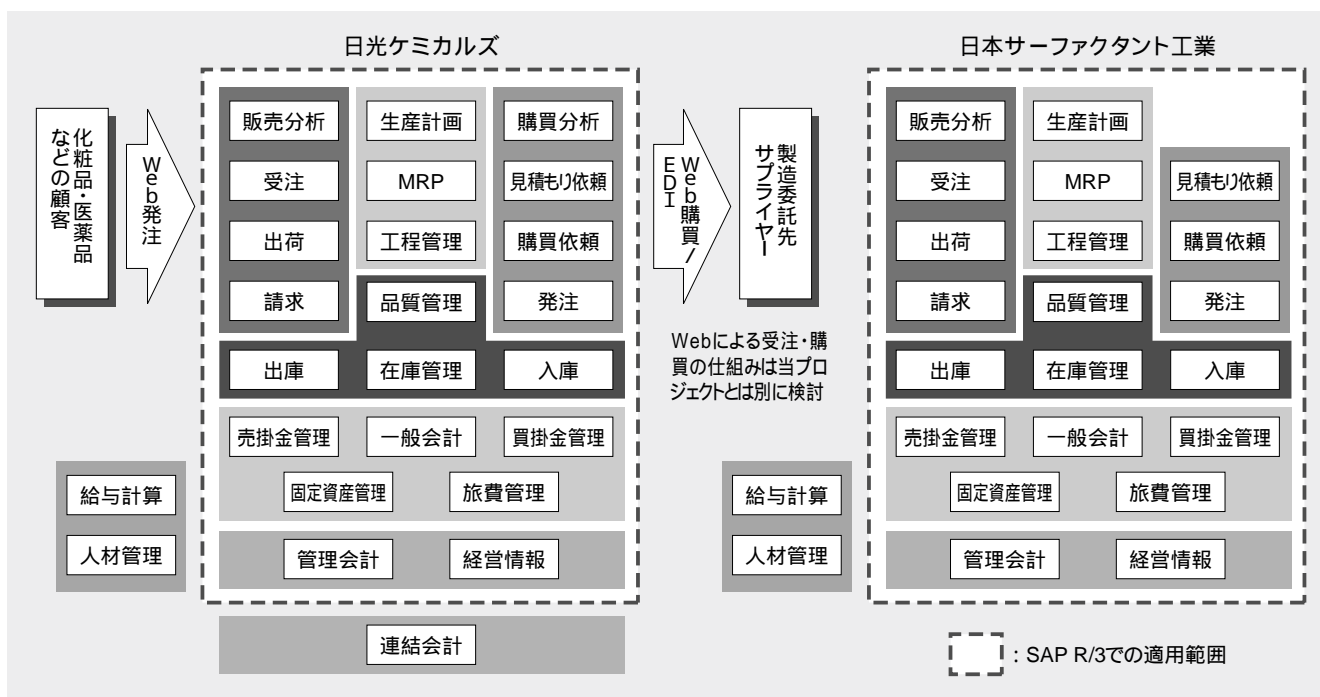 日光ケミカルズ
日本サーファクタント工業
化粧品・医薬品
などの顧客
Web発注
販売分析
生産計画
購買分析
受注
MRP
見積もり依頼
出荷
工程管理
購買依頼
請求
品質管理
発注
出庫
在庫管理
入庫
売掛金管理
一般会計
買掛金管理
固定資産管理
旅費管理
管理会計
経営情報
給与計算
人材管理
連結会計
Web購買/
EDI
製造委託先
サプライヤー
Webによる受注・購
買の仕組みは当プロ
ジェクトとは別に検討
販売分析
生産計画
受注
MRP
見積もり依頼
出荷
工程管理
購買依頼
請求
品質管理
発注
出庫
在庫管理
入庫
売掛金管理
一般会計
買掛金管理
固定資産管理
旅費管理
管理会計
経営情報
給与計算
人材管理
: SAP R/3での適用範囲